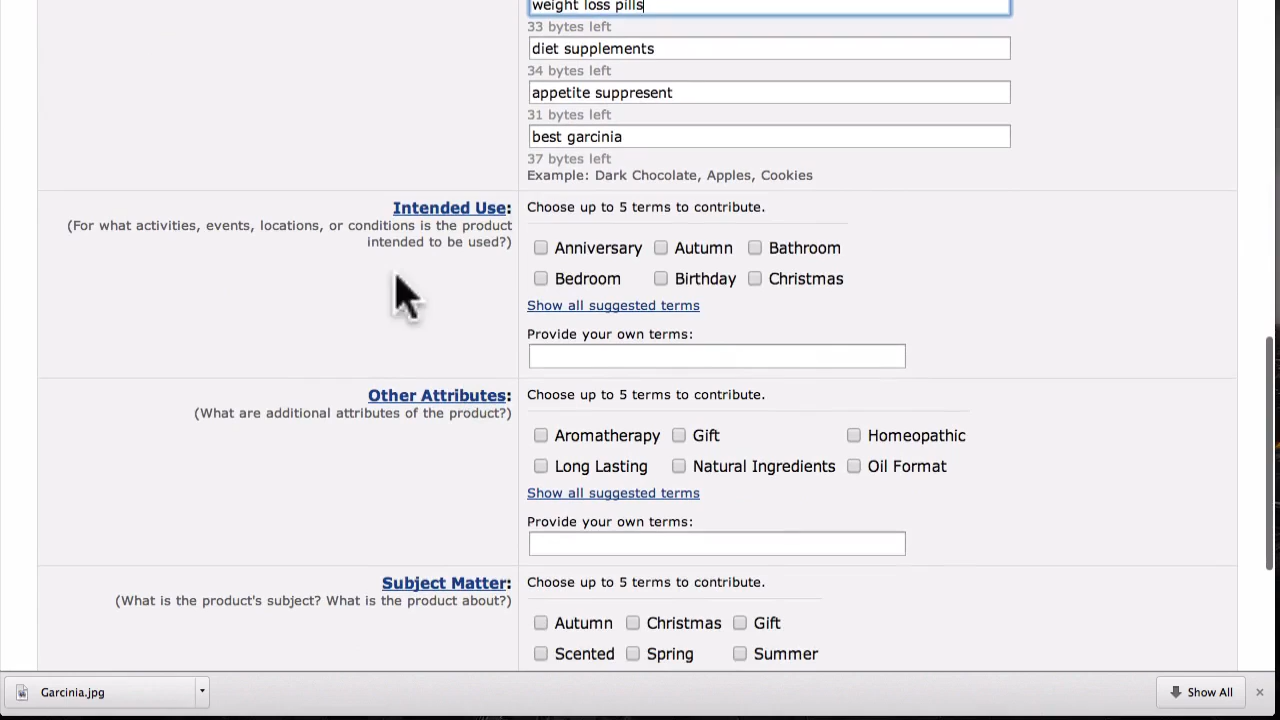 weight loss pills
33 bytes left
diet supplements
34 bytes left
appetite suppresent
31 bytes left
best garcinia
37 bytes left
Example: Dark Chocolate, Apples, Cookies
Intended Use:
(For what activities, events, locations, or conditions is the product
intended to be used?)
Choose up to 5 terms to contribute.
Anniversary Autumn Bathroom
Bedroom Birthday Christmas
Show all suggested terms
Provide your own terms:
Other Attributes:
(What are additional attributes of the product?)
Choose up to 5 terms to contribute.
Aromatherapy Gift Homeopathic
Long Lasting Natural Ingredients Oil Format
Show all suggested terms
Provide your own terms:
Subject Matter:
(What is the product's subject? What is the product about?)
Choose up to 5 terms to contribute.
Autumn Christmas Gift
Scented Spring Summer
Garcinia.jpg
Show All